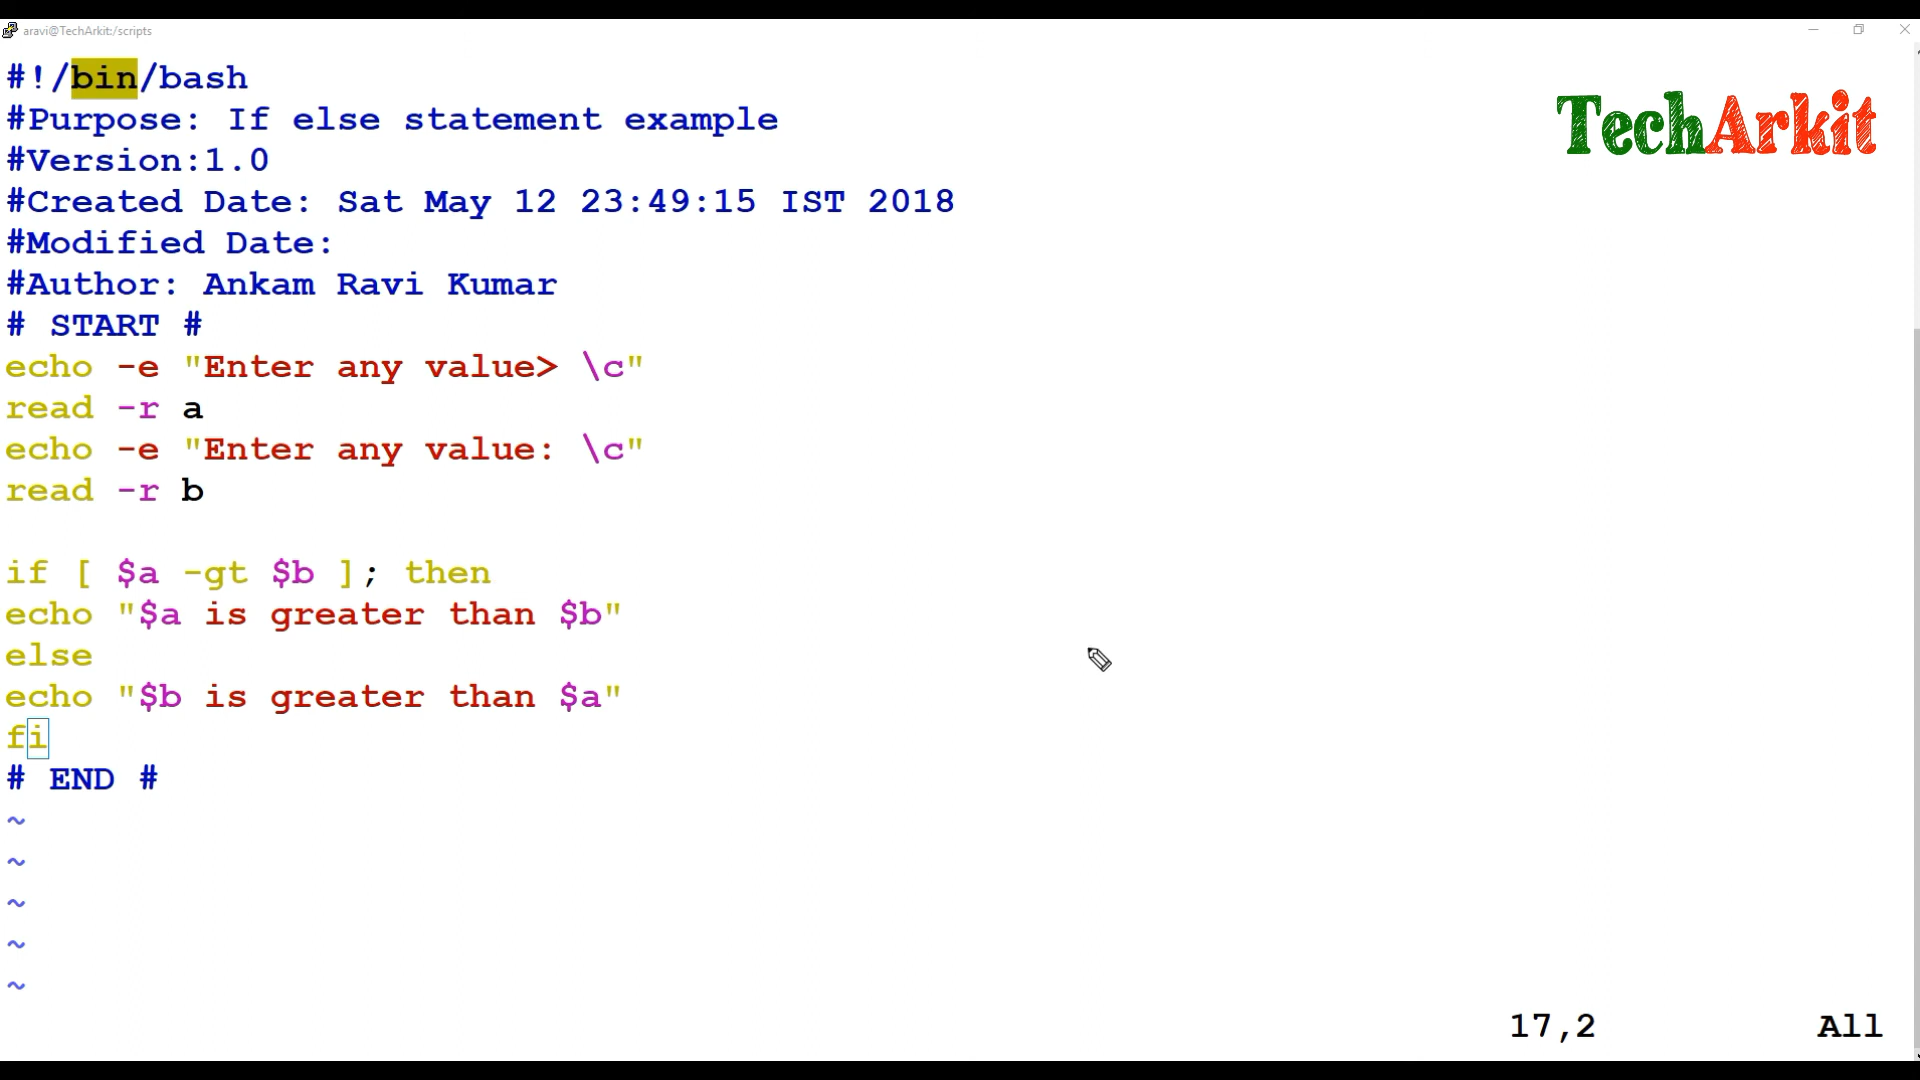 aravi@TechArkit:/scripts
#!/bin/bash
#Purpose: If else statement example
#Version:1.0
#Created Date: Sat May 12 23:49:15 IST 2018
#Modified Date:
#Author: Ankam Ravi Kumar
# START #
echo -e "Enter any value> \c"
read -r a
echo -e "Enter any value: \c"
read -r b
if [ $a -gt $b ]; then
echo "$a is greater than $b"
else
echo "$b is greater than $a"
fi
# END #
~
~
~
~
~
17,2 All
TechArkit